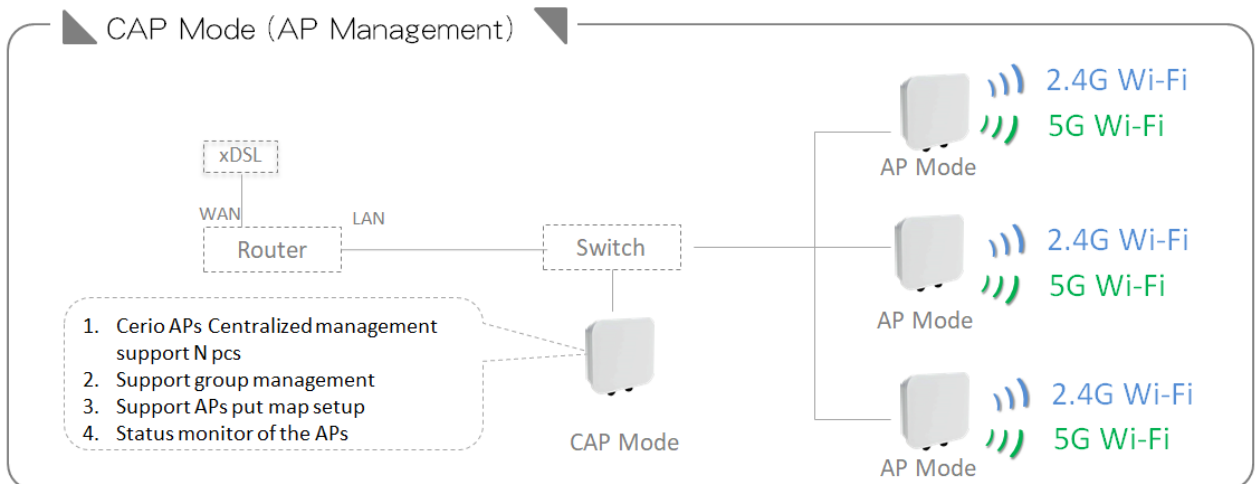 CAP Mode (AP Management)
xDSL
WAN
LAN
Router
Switch
1. Cerio APs Centralized management
support N pcs
2. Support group management
3. Support APs put map setup
4. Status monitor of the APs
CAP Mode
2.4G Wi-Fi
5G Wi-Fi
AP Mode
2.4G Wi-Fi
5G Wi-Fi
AP Mode
2.4G Wi-Fi
5G Wi-Fi
AP Mode